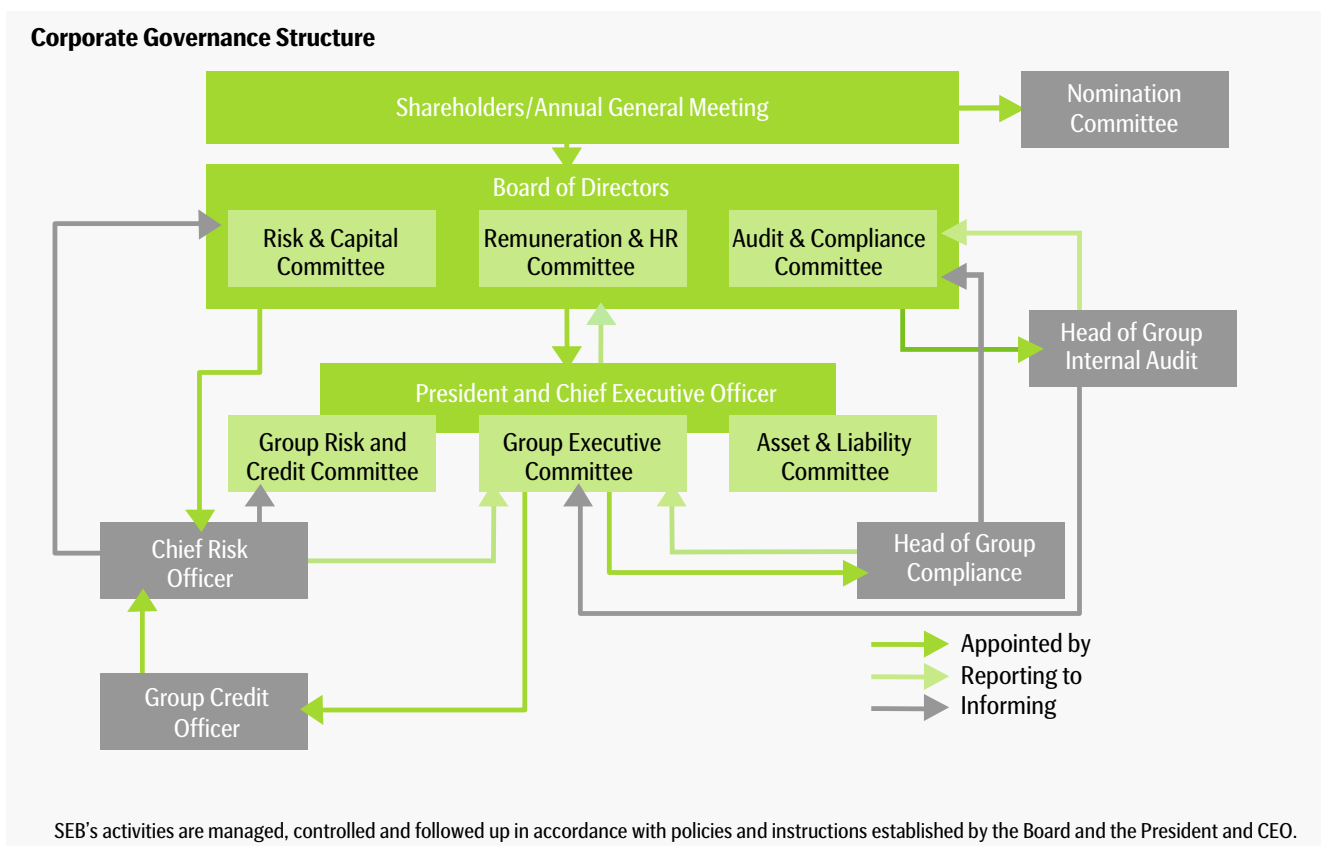 Corporate Governance Structure
Shareholders/Annual General Meeting
Nomination
Committee
Board of Directors
Risk & Capital
Committee
Remuneration & HR
Committee
Audit & Compliance
Committee
Head of Group
Internal Audit
President and Chief Executive Officer
Group Risk and
Credit Committee
Group Executive
Committee
Asset & Liability
Committee
Chief Risk
Officer
Head of Group
Compliance
Group Credit
Officer
Appointed by
Reporting to
Informing
SEB's activities are managed, controlled and followed up in accordance with policies and instructions established by the Board and the President and CEO.